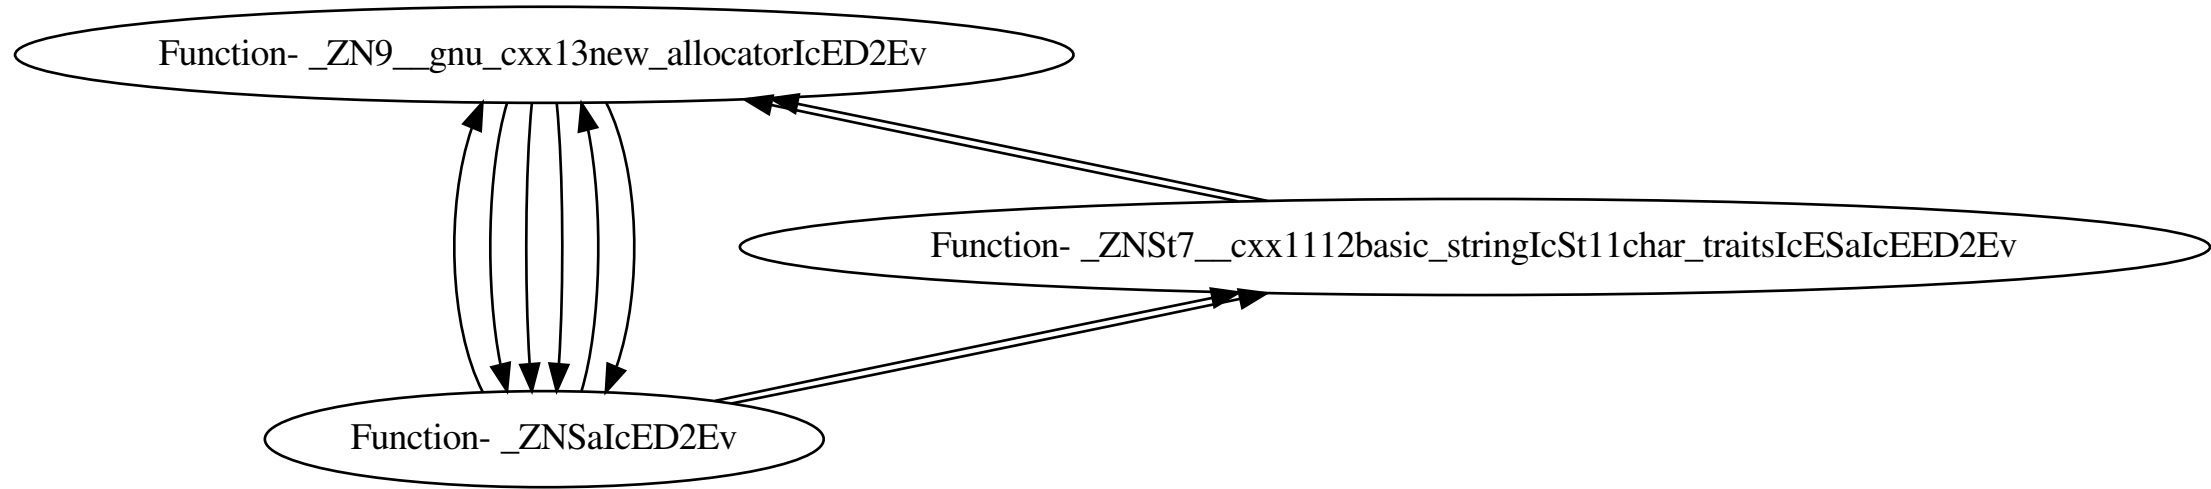 Function- _ZN9__gnu_cxx13new_allocatorIcED2Ev
Function- _ZNSt7__cxx1112basic_stringIcSt11char_traitsIcESaIcEED2Ev
Function- _ZNSaIcED2Ev